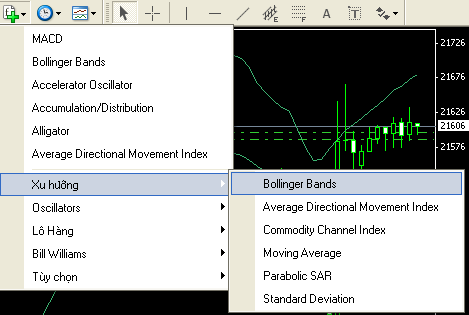 MACD
Bollinger Bands
Accelerator Oscillator
Accumulation/Distribution
Alligator
Average Directional Movement Index
Xu hướng
Oscillators
Lô Hàng
Bill Williams
Tùy chọn
Bollinger Bands
Average Directional Movement Index
Commodity Channel Index
Moving Average
Parabolic SAR
Standard Deviation
E
F
A
T
21726
21676
21606
21576